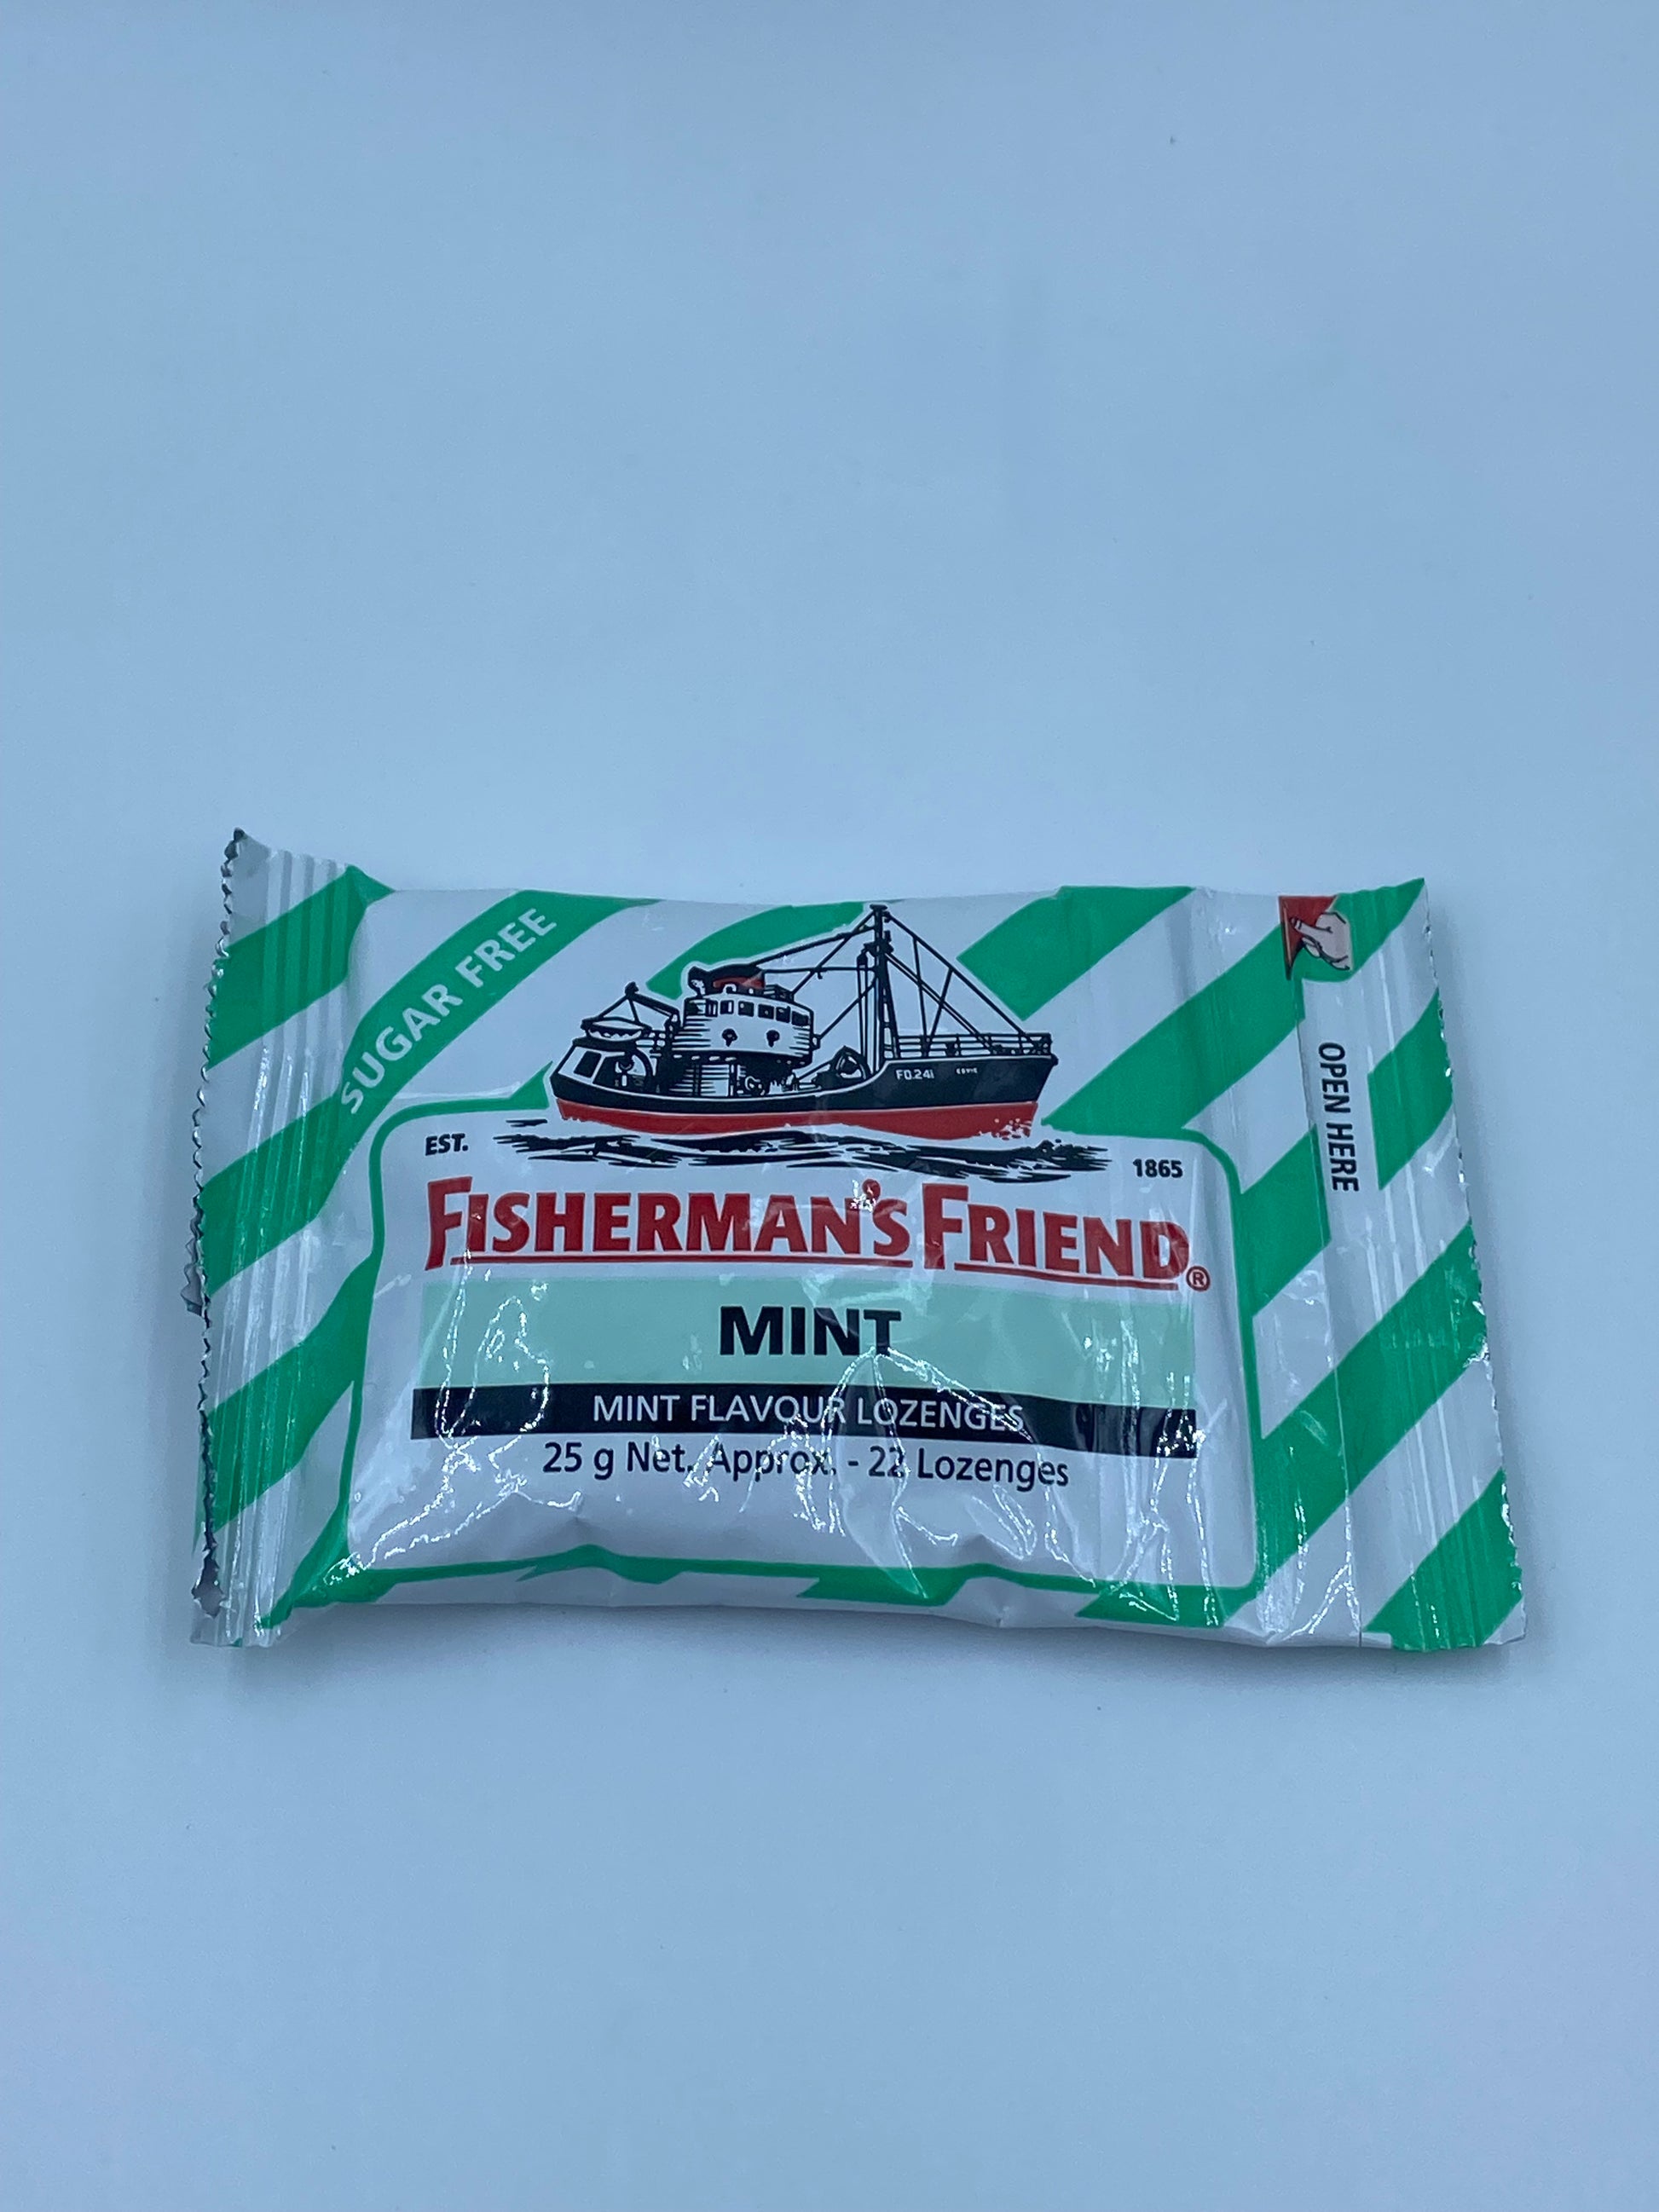 SUGAR FREE
FD.241
EST.
1865
FISHERMAN'S FRIEND®
MINT
MINT FLAVOUR LOZENGES
25 g Net. Approx. - 22 Lozenges
OPEN HERE